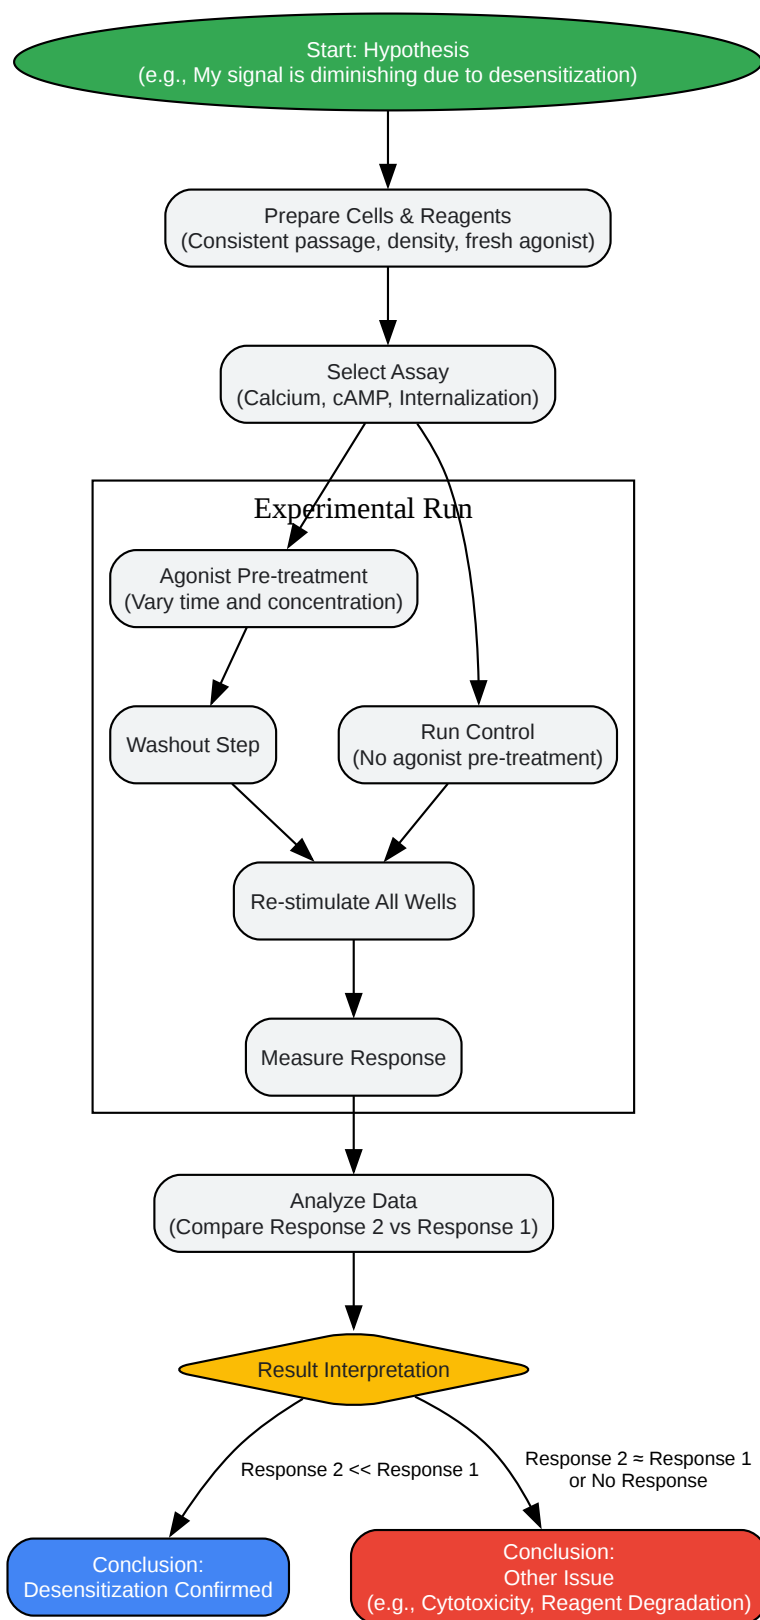 Start: Hypothesis
(e.g., My signal is diminishing due to desensitization)
Prepare Cells & Reagents
(Consistent passage, density, fresh agonist)
Select Assay
(Calcium, cAMP, Internalization)
Experimental Run
Agonist Pre-treatment
(Vary time and concentration)
Washout Step
Run Control
(No agonist pre-treatment)
Re-stimulate All Wells
Measure Response
Analyze Data
(Compare Response 2 vs Response 1)
Result Interpretation
Response 2 << Response 1
Response 2 ≈ Response 1
or No Response
Conclusion:
Desensitization Confirmed
Conclusion:
Other Issue
(e.g., Cytotoxicity, Reagent Degradation)